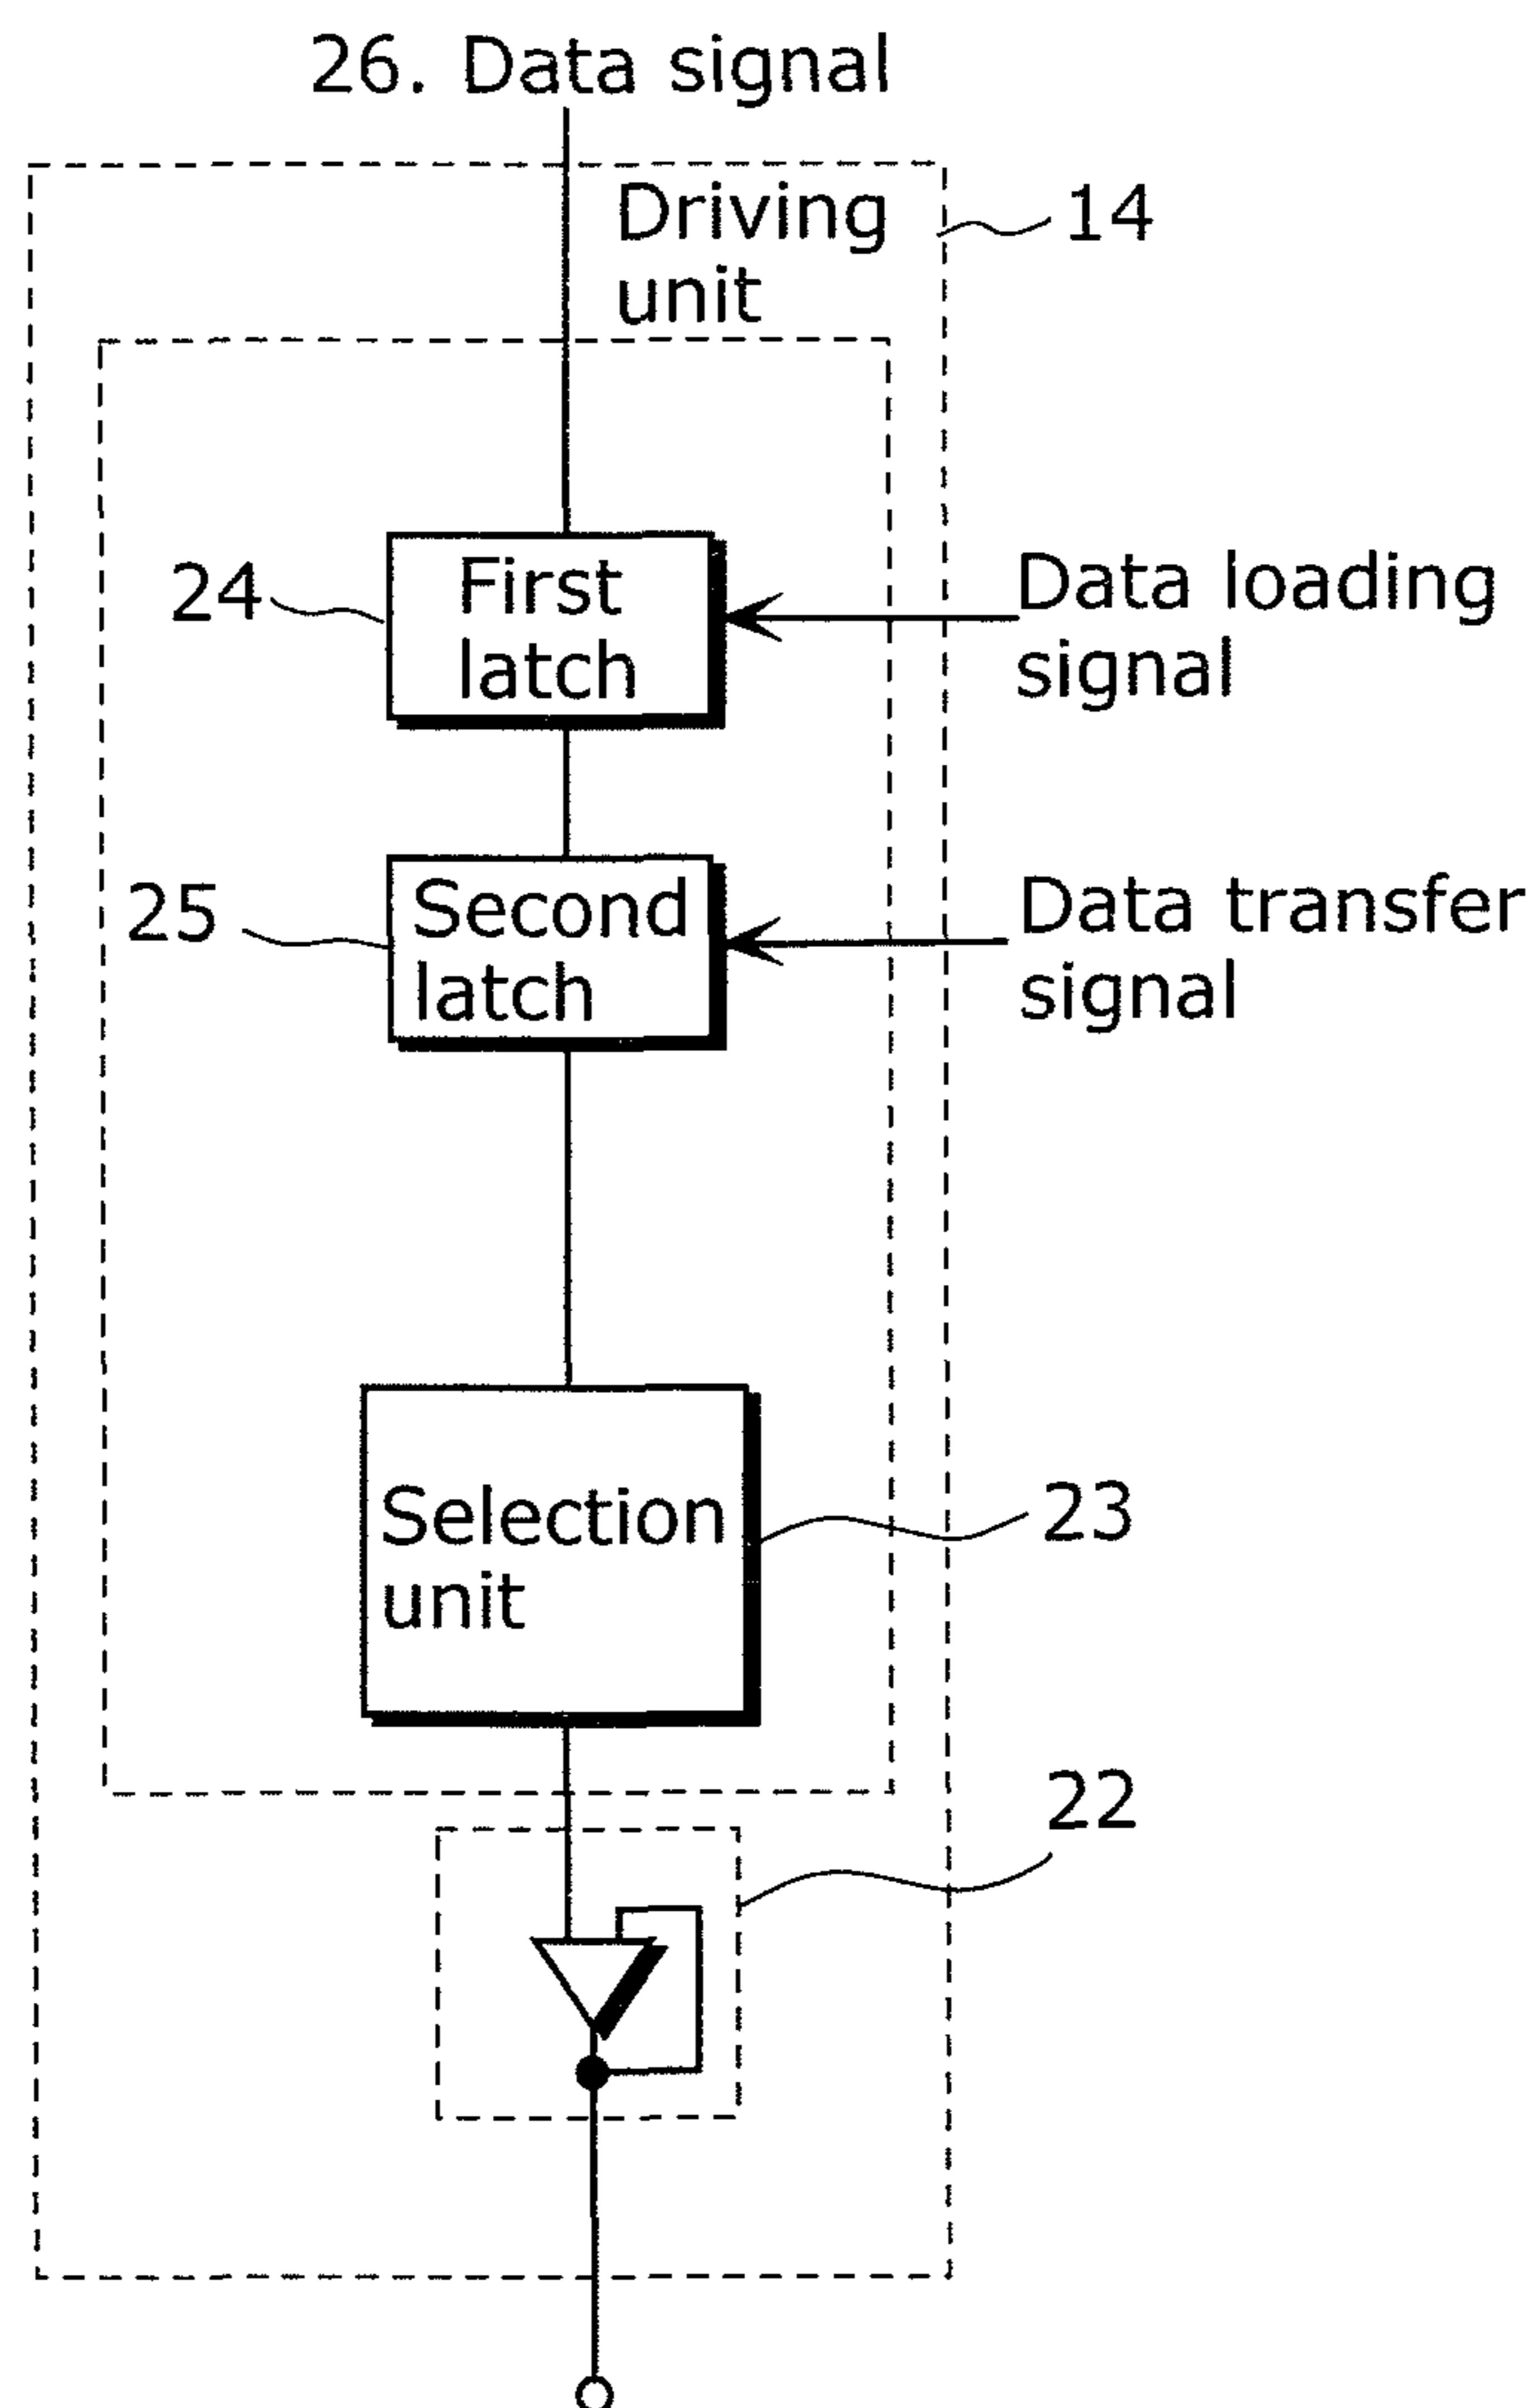 26. Data signal
Driving
unit
14
24
First
latch
Data loading
signal
25
Second
latch
Data transfer
signal
Selection
unit
23
22